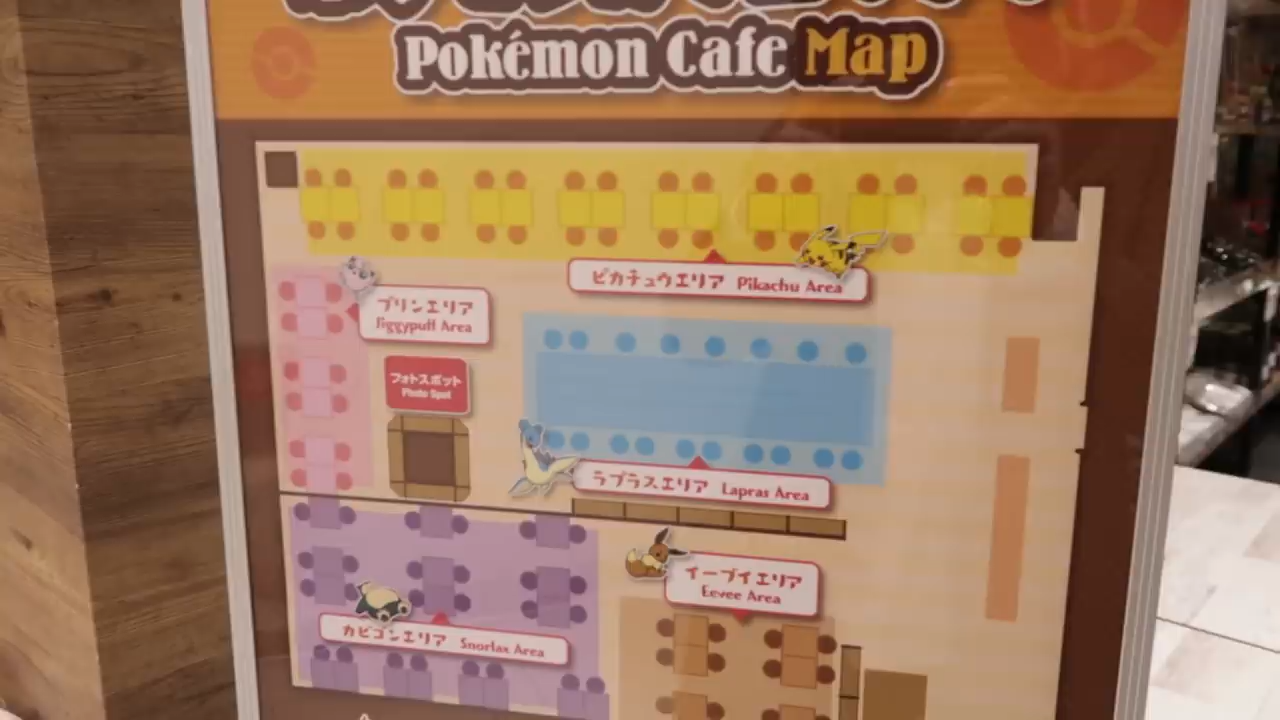 Pokémon Cafe Map
ピカチュウエリア Pikachu Area
プリンエリア
Jiggypuff Area
フォトスポット
Photo Spot
ラプラスエリア Lapras Area
イーブイエリア
Eevee Area
カビゴンエリア Snorlax Area